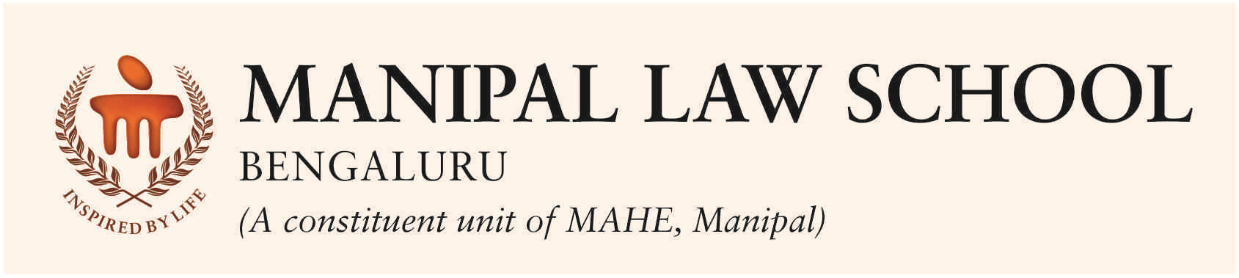 INSPIRED BY LIFE
MANIPAL LAW SCHOOL
BENGALURU
(A constituent unit of MAHE, Manipal)